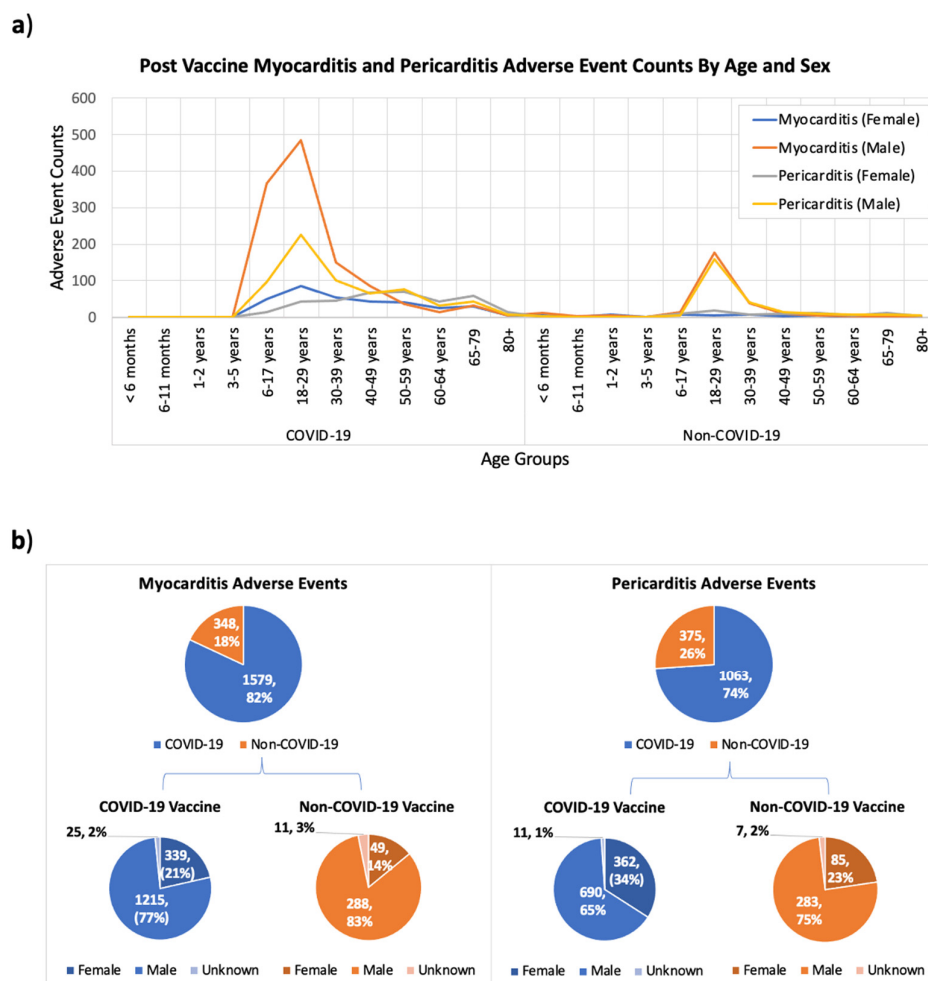 a)
Post Vaccine Myocarditis and Pericarditis Adverse Event Counts By Age and Sex
600
500
400
300
200
100
0
Adverse Event Counts
Myocarditis (Female)
Myocarditis (Male)
Pericarditis (Female)
Pericarditis (Male)
< 6 months
6-11 months
1-2 years
3-5 years
6-17 years
18-29 years
30-39 years
40-49 years
50-59 years
60-64 years
65-79
80+
< 6 months
6-11 months
1-2 years
3-5 years
6-17 years
18-29 years
30-39 years
40-49 years
50-59 years
60-64 years
65-79
80+
COVID-19
Non-COVID-19
Age Groups
b)
Myocarditis Adverse Events
348,
18%
1579,
82%
COVID-19
Non-COVID-19
COVID-19 Vaccine
25, 2%
339,
(21%)
1215,
(77%)
Female
Male
Unknown
Non-COVID-19 Vaccine
11, 3%
49,
14%
288,
83%
Female
Male
Unknown
Pericarditis Adverse Events
375,
26%
1063,
74%
COVID-19
Non-COVID-19
COVID-19 Vaccine
11, 1%
362,
(34%)
690,
65%
Female
Male
Unknown
Non-COVID-19 Vaccine
7, 2%
85,
23%
283,
75%
Female
Male
Unknown